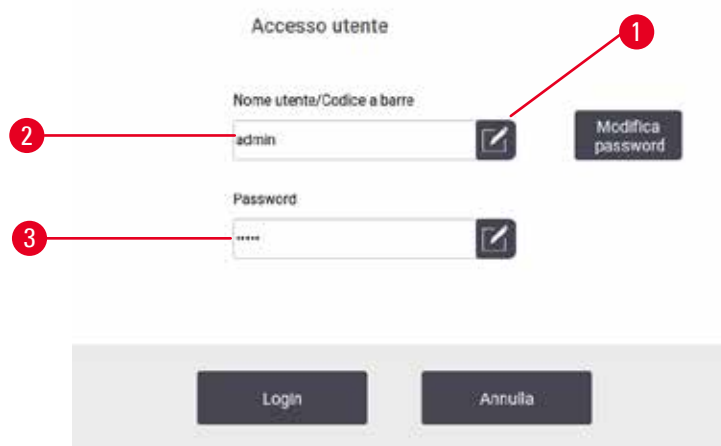 Accesso utente
1
Nome utente/Codice a barre
2
admin
Modifica
password
Password
3
•••••
Login
Annulla